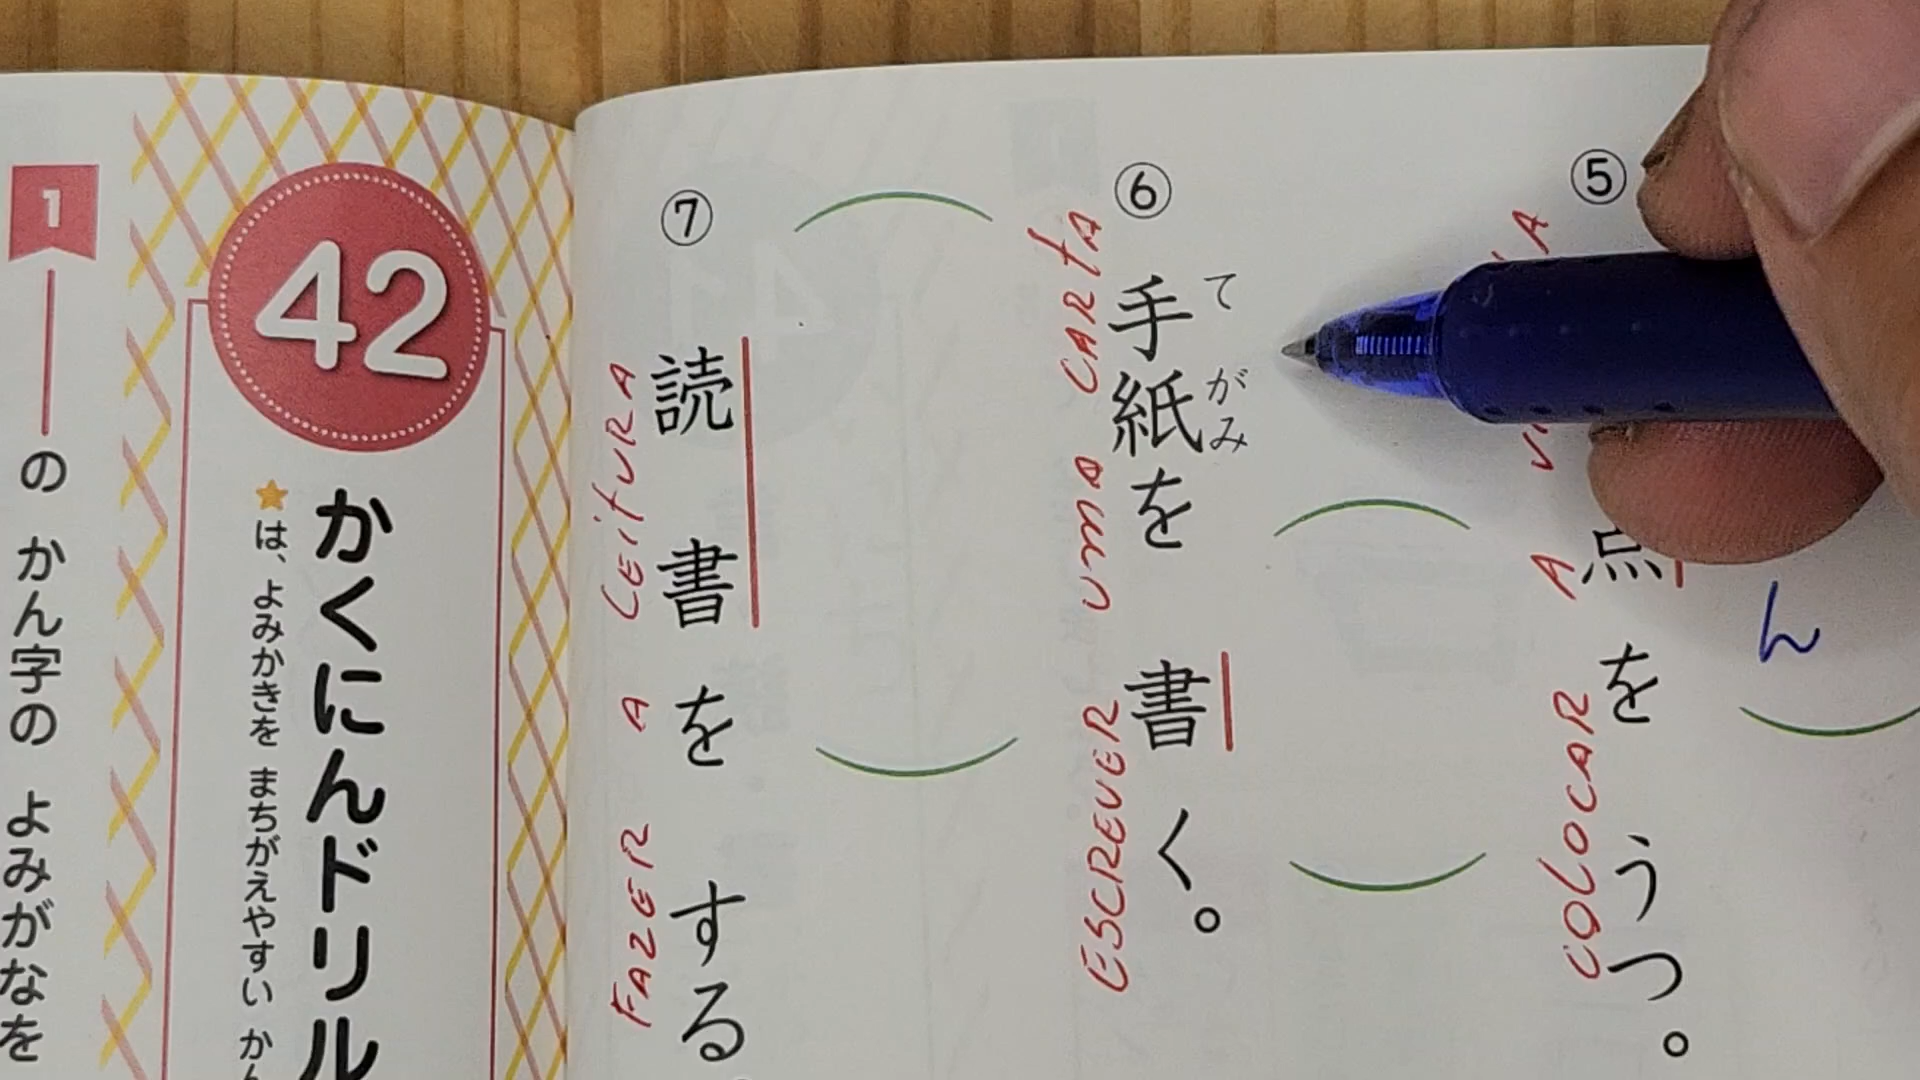 ⑤
点を うつ。
ん
A
COLOCAR
⑥
手紙を 書く。
て
がみ
ESCREVER UMA CARTA
⑦
読書を する
FAZER A LEITURA
42
かくにんドリル
★は、よみかきを まちがえやすい か
1
の かん字の よみがなを